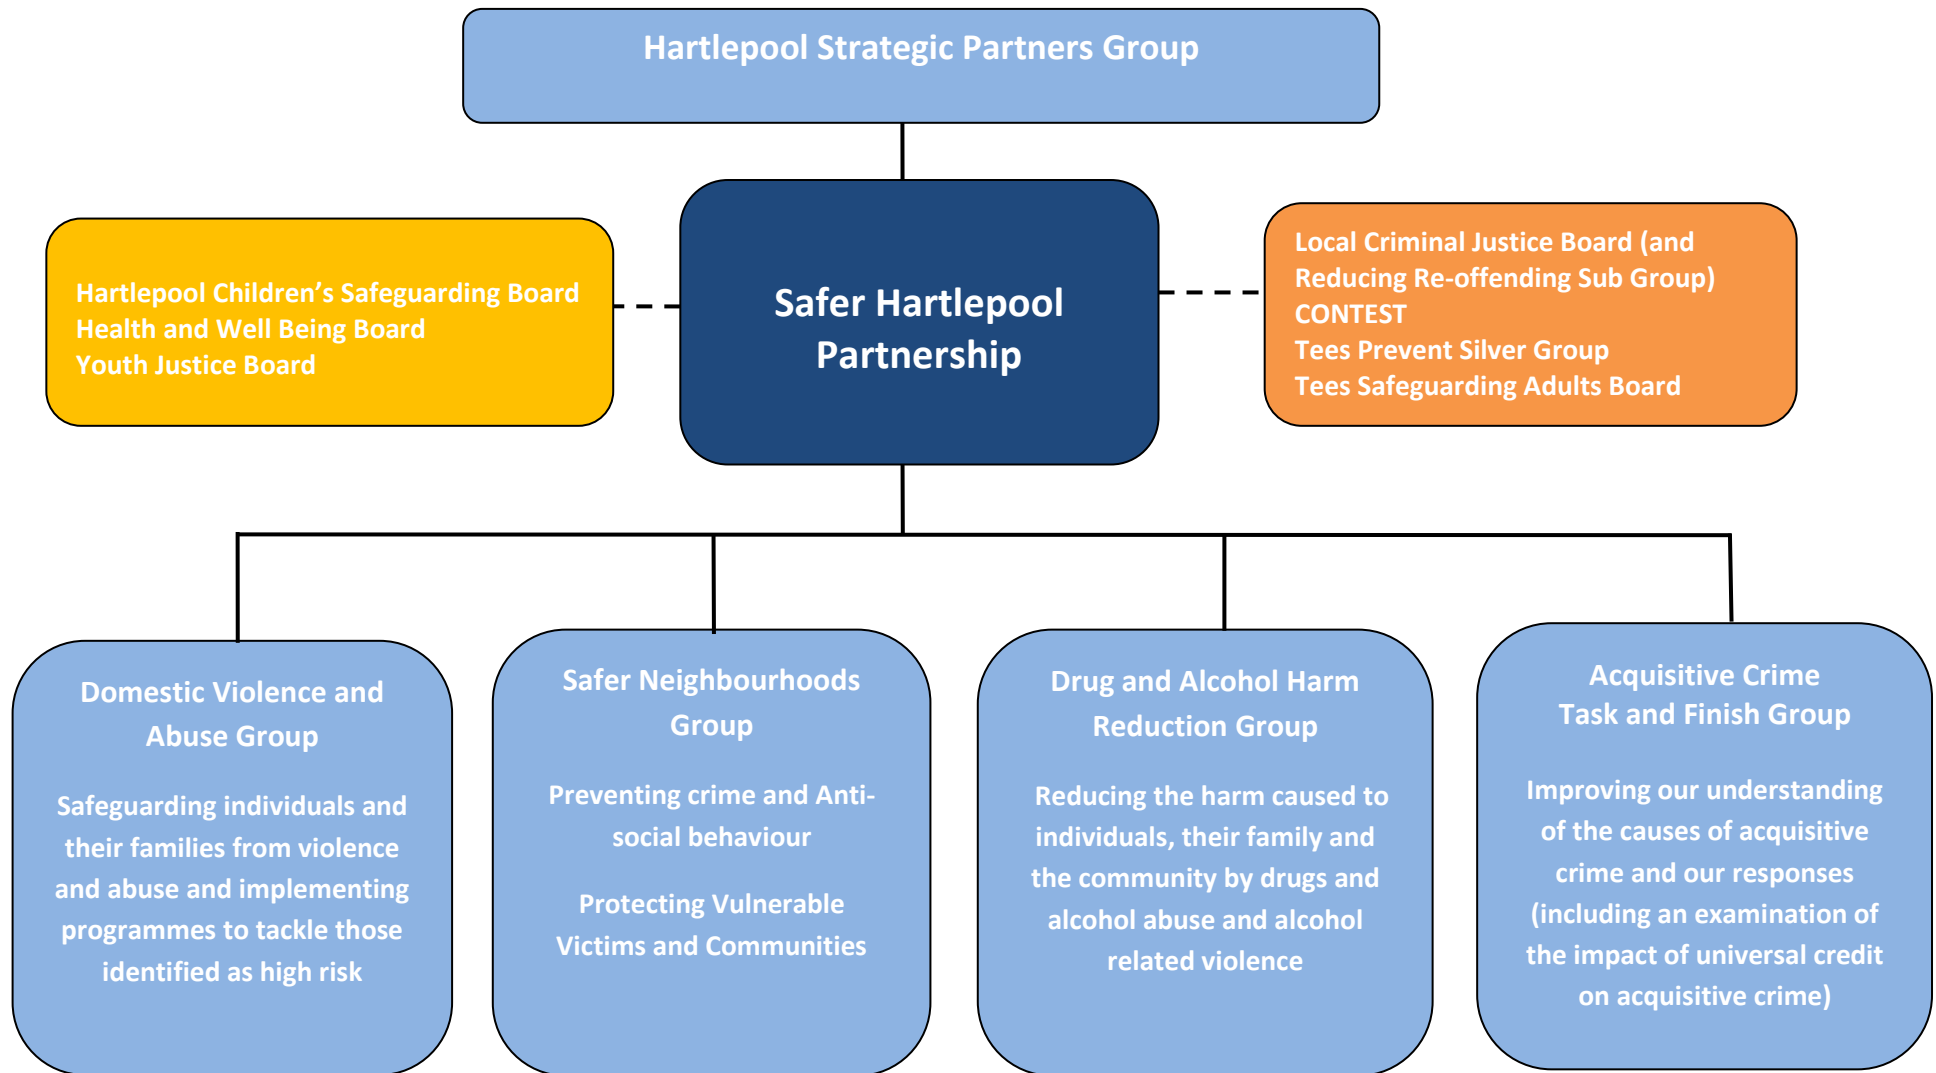 Hartlepool Strategic Partners Group
Hartlepool Children’s Safeguarding Board
Health and Well Being Board
Youth Justice Board
Safer Hartlepool
Partnership
Local Criminal Justice Board (and
Reducing Re-offending Sub Group)
CONTEST
Tees Prevent Silver Group
Tees Safeguarding Adults Board
Domestic Violence and
Abuse Group
Safeguarding individuals and
their families from violence
and abuse and implementing
programmes to tackle those
identified as high risk
Safer Neighbourhoods
Group
Preventing crime and Anti-
social behaviour
Protecting Vulnerable
Victims and Communities
Drug and Alcohol Harm
Reduction Group
Reducing the harm caused to
individuals, their family and
the community by drugs and
alcohol abuse and alcohol
related violence
Acquisitive Crime
Task and Finish Group
Improving our understanding
of the causes of acquisitive
crime and our responses
(including an examination of
the impact of universal credit
on acquisitive crime)